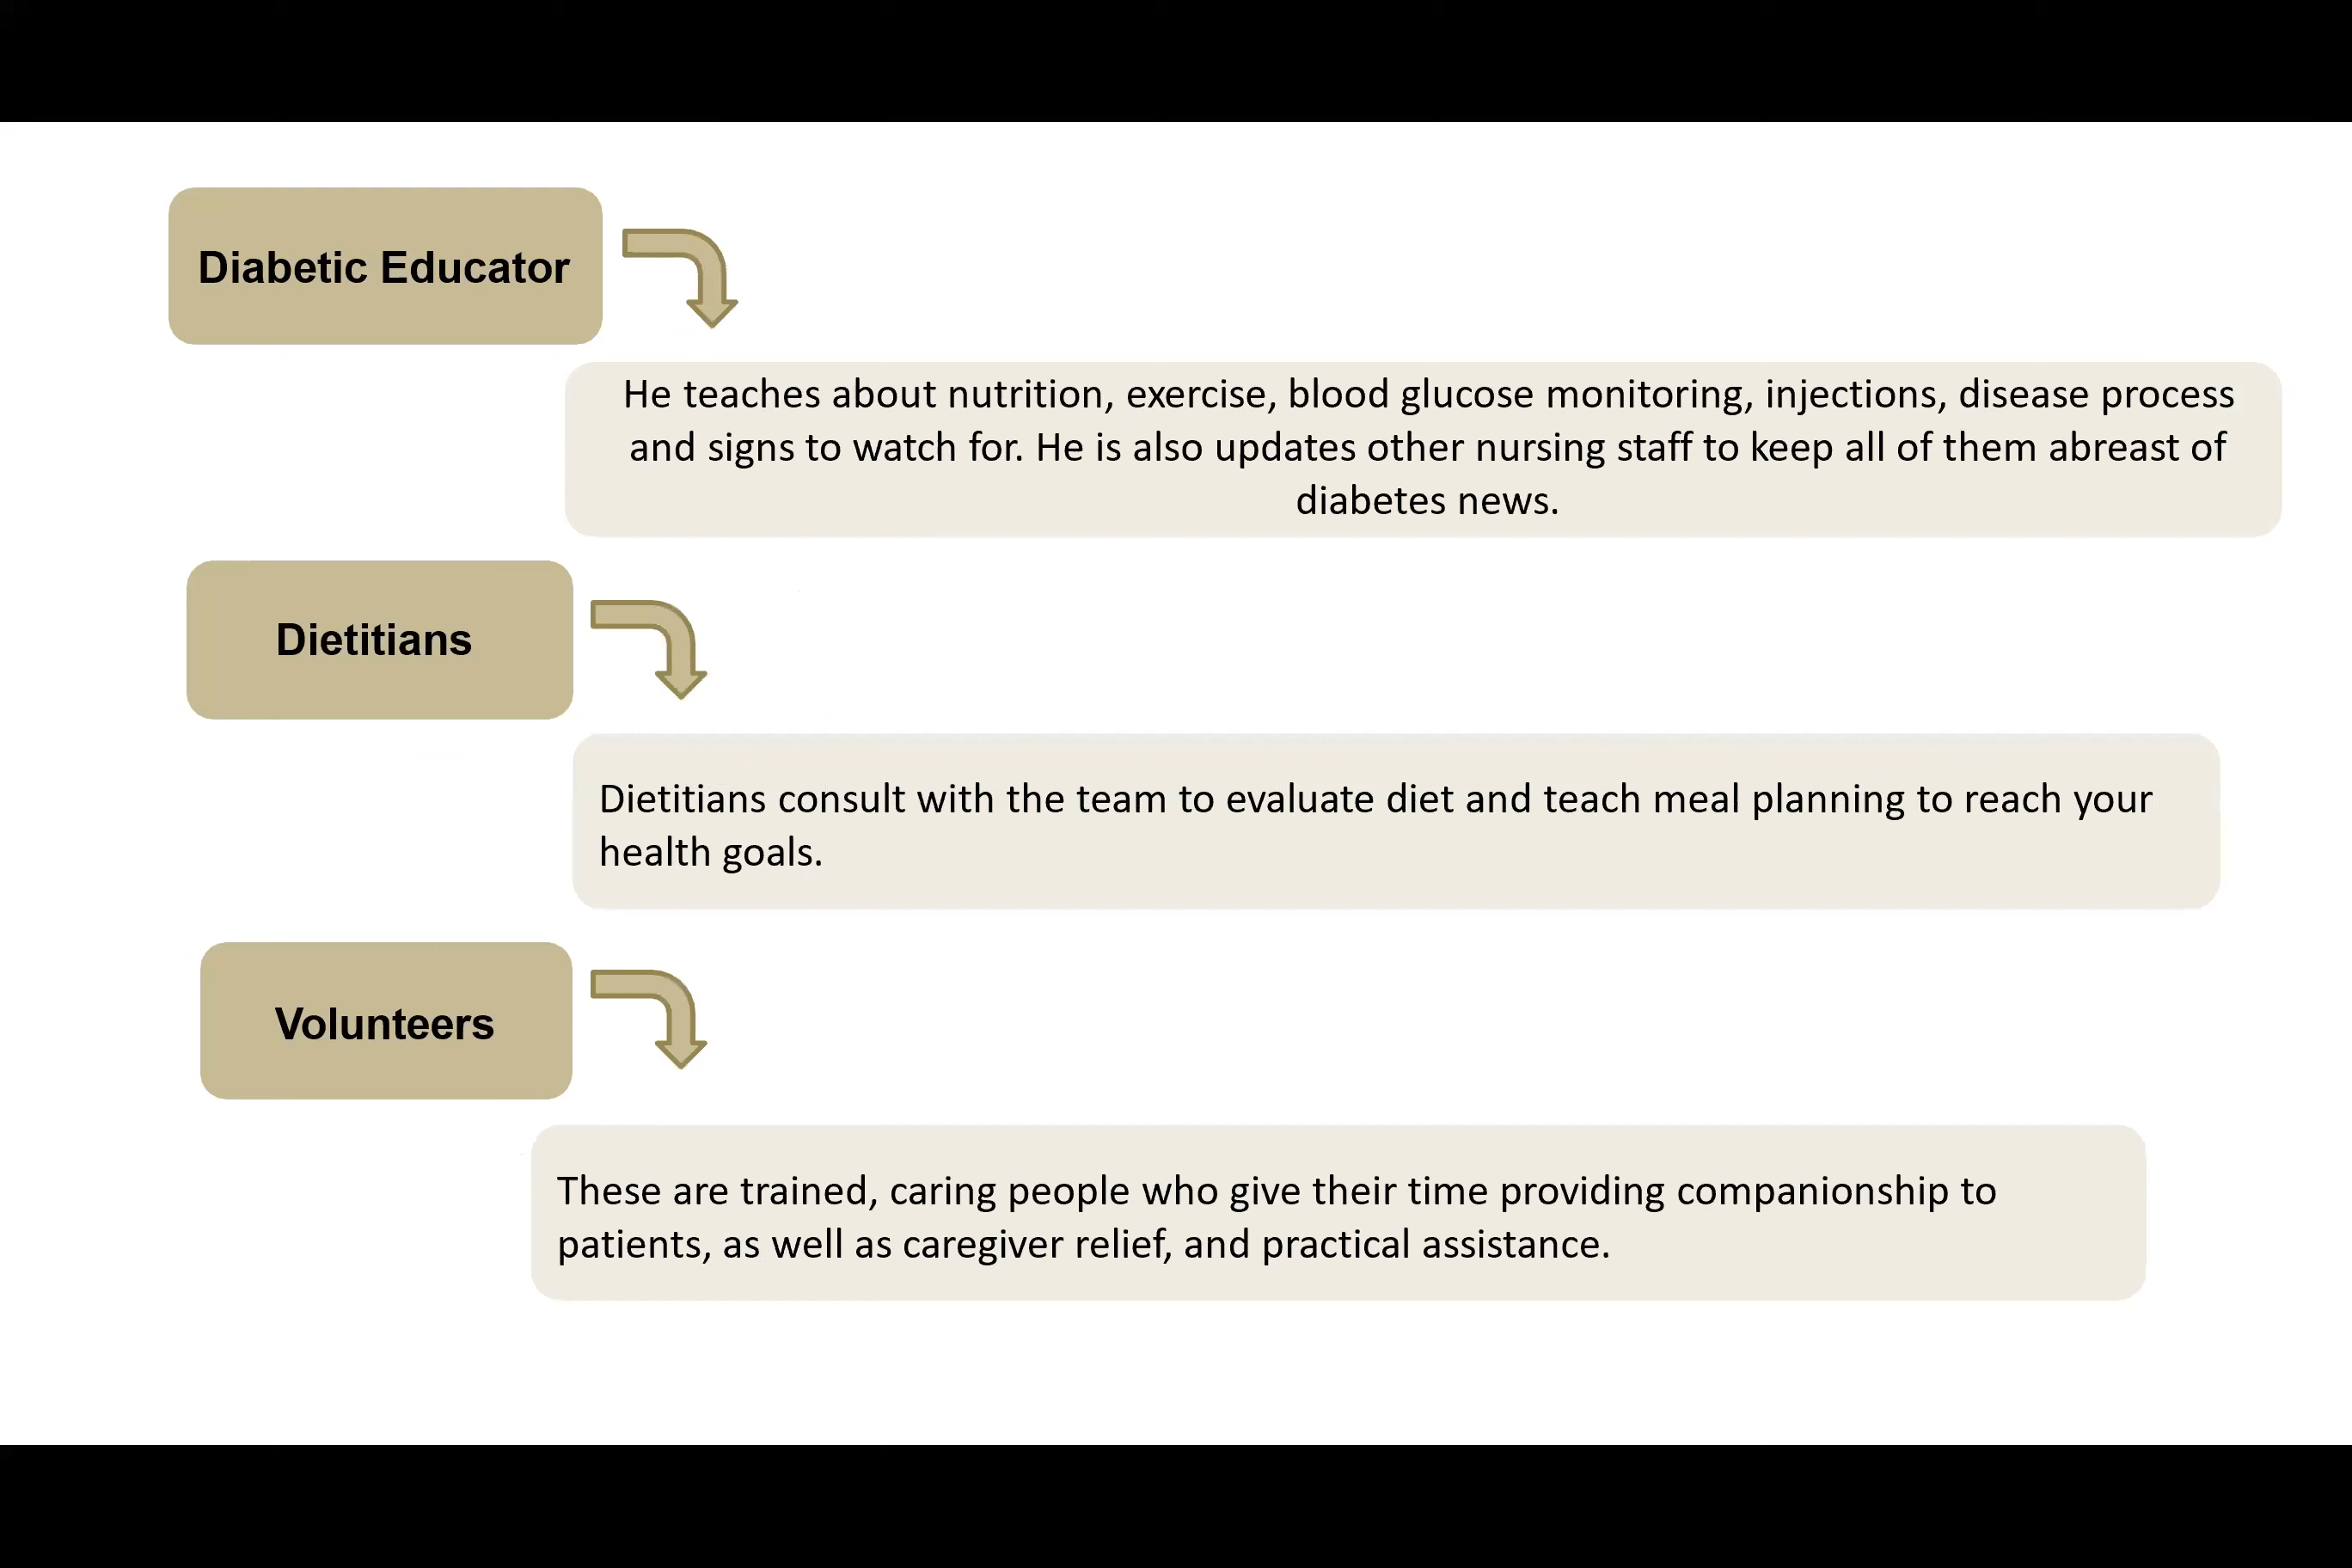 Diabetic Educator
He teaches about nutrition, exercise, blood glucose monitoring, injections, disease process
and signs to watch for. He is also updates other nursing staff to keep all of them abreast of
diabetes news.
Dietitians
Dietitians consult with the team to evaluate diet and teach meal planning to reach your
health goals.
Volunteers
These are trained, caring people who give their time providing companionship to
patients, as well as caregiver relief, and practical assistance.